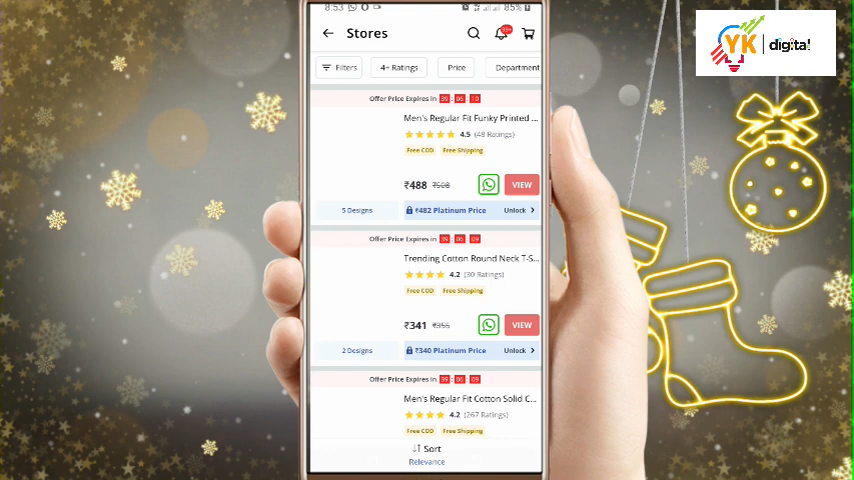 8:53
85%
YK digital
Stores
Filters
4+ Ratings
Price
Department
Offer Price Expires in
Men's Regular Fit Funky Printed ...
4.5 (48 Ratings)
Free COD
Free Shipping
₹488
VIEW
5 Designs
₹482 Platinum Price
Unlock
Offer Price Expires in
Trending Cotton Round Neck T-S...
4.2 (30 Ratings)
Free COD
Free Shipping
₹341 ₹355
VIEW
2 Designs
₹340 Platinum Price
Unlock
Offer Price Expires in
Men's Regular Fit Cotton Solid C...
4.2 (267 Ratings)
Free COD
Free Shipping
Sort
Relevance